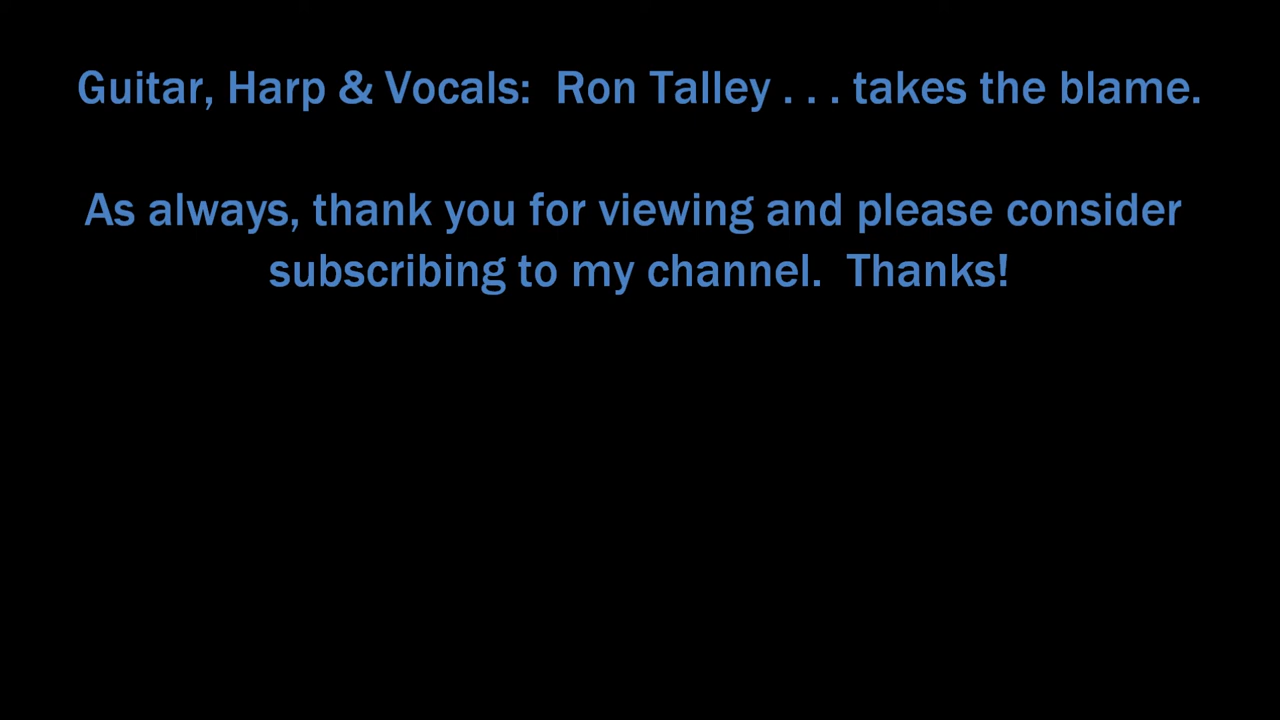 Guitar, Harp & Vocals:  Ron Talley . . . takes the blame.
As always, thank you for viewing and please consider
subscribing to my channel.  Thanks!